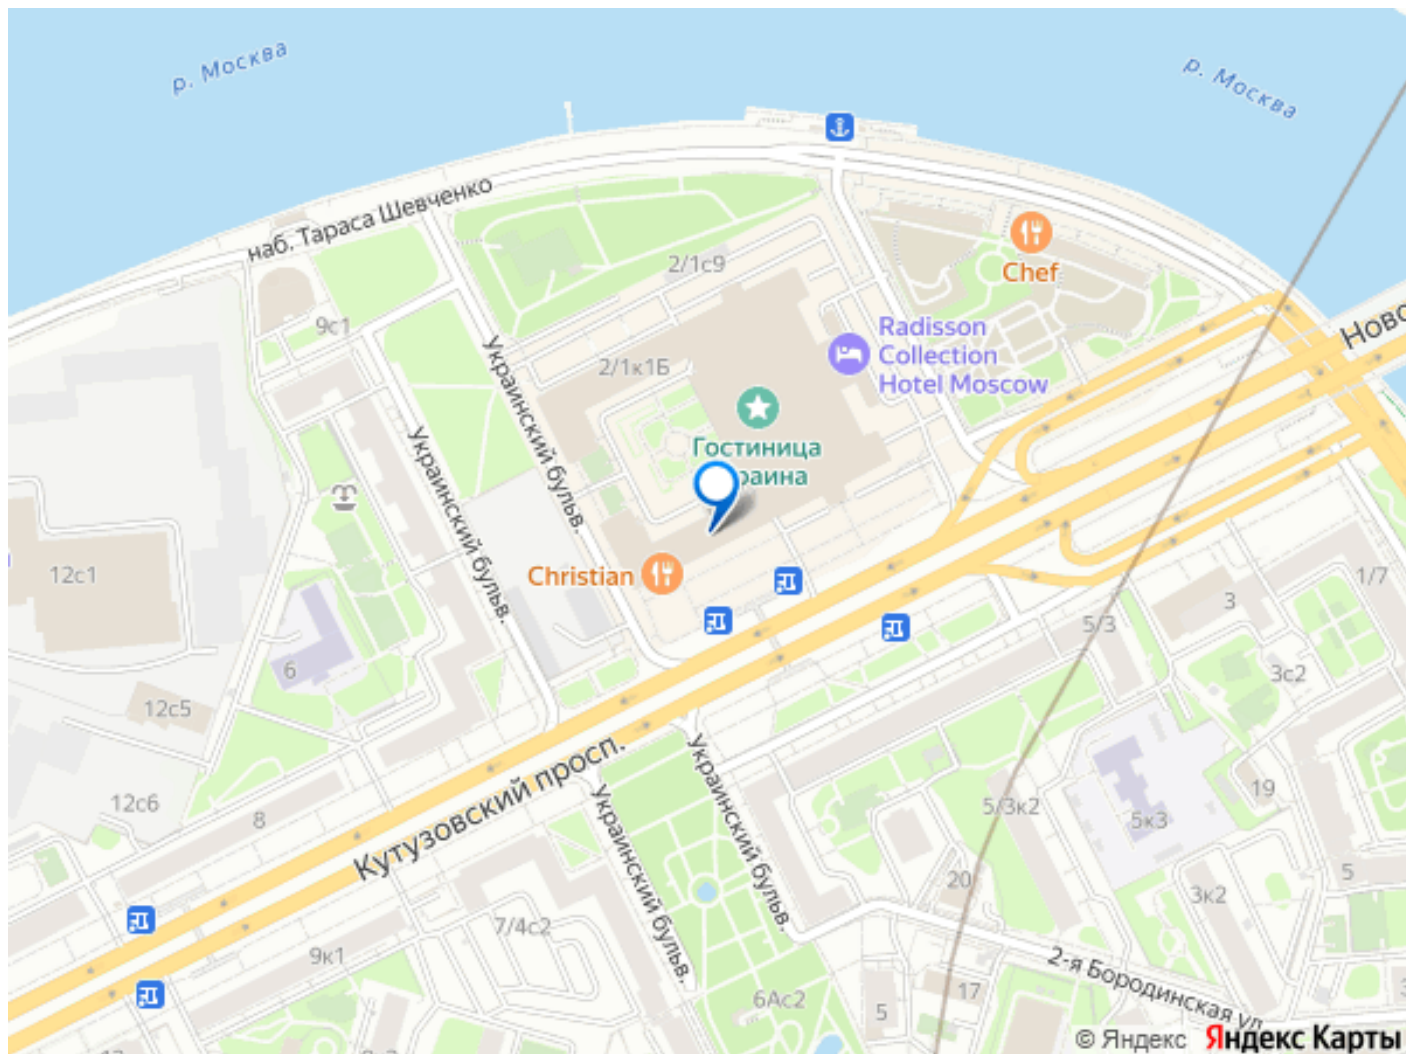 р. Москва
р. Москва
наб. Тараса Шевченко
Chef
2/1с9
9с1
Radisson
Collection
Hotel Moscow
Ново
2/1к1Б
Украинский бульв.
Гостиница
раина
Украинский бульв.
Christian
12с1
1/7
3
5/3
6
3с2
12с5
Кутузовский просп.
Украинский бульв.
Украинский бульв.
12с6
8
5/3к2
19
5к3
5
20
3к2
7/4с2
9к1
2-я Бородинская ул.
17
6Ас2
5
© Яндекс Яндекс Карты